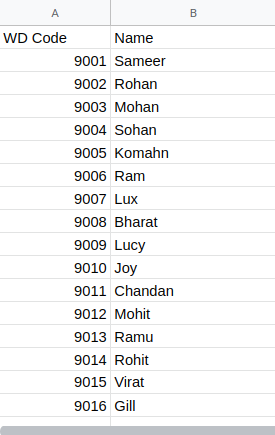 A B
WD Code Name
9001 Sameer
9002 Rohan
9003 Mohan
9004 Sohan
9005 Komahn
9006 Ram
9007 Lux
9008 Bharat
9009 Lucy
9010 Joy
9011 Chandan
9012 Mohit
9013 Ramu
9014 Rohit
9015 Virat
9016 Gill